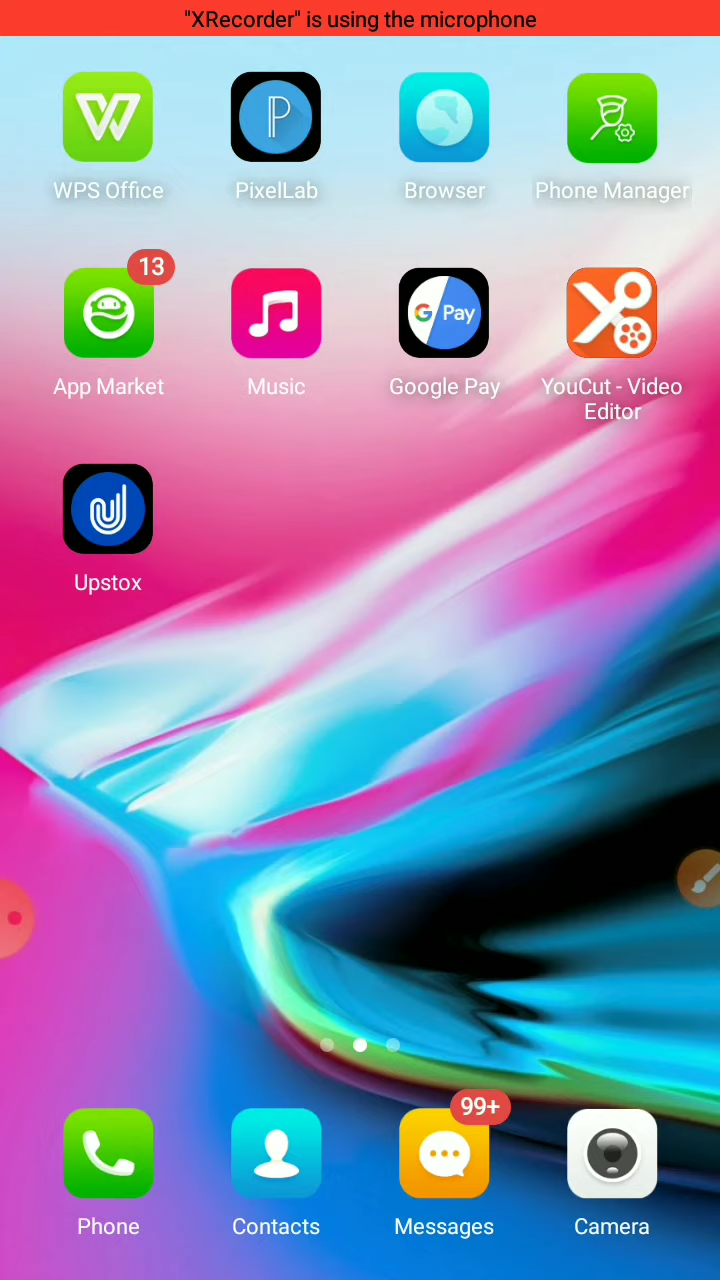 "XRecorder" is using the microphone
WPS Office
PixelLab
Browser
Phone Manager
13
G Pay
App Market
Music
Google Pay
YouCut - Video
Editor
Upstox
99+
Phone
Contacts
Messages
Camera